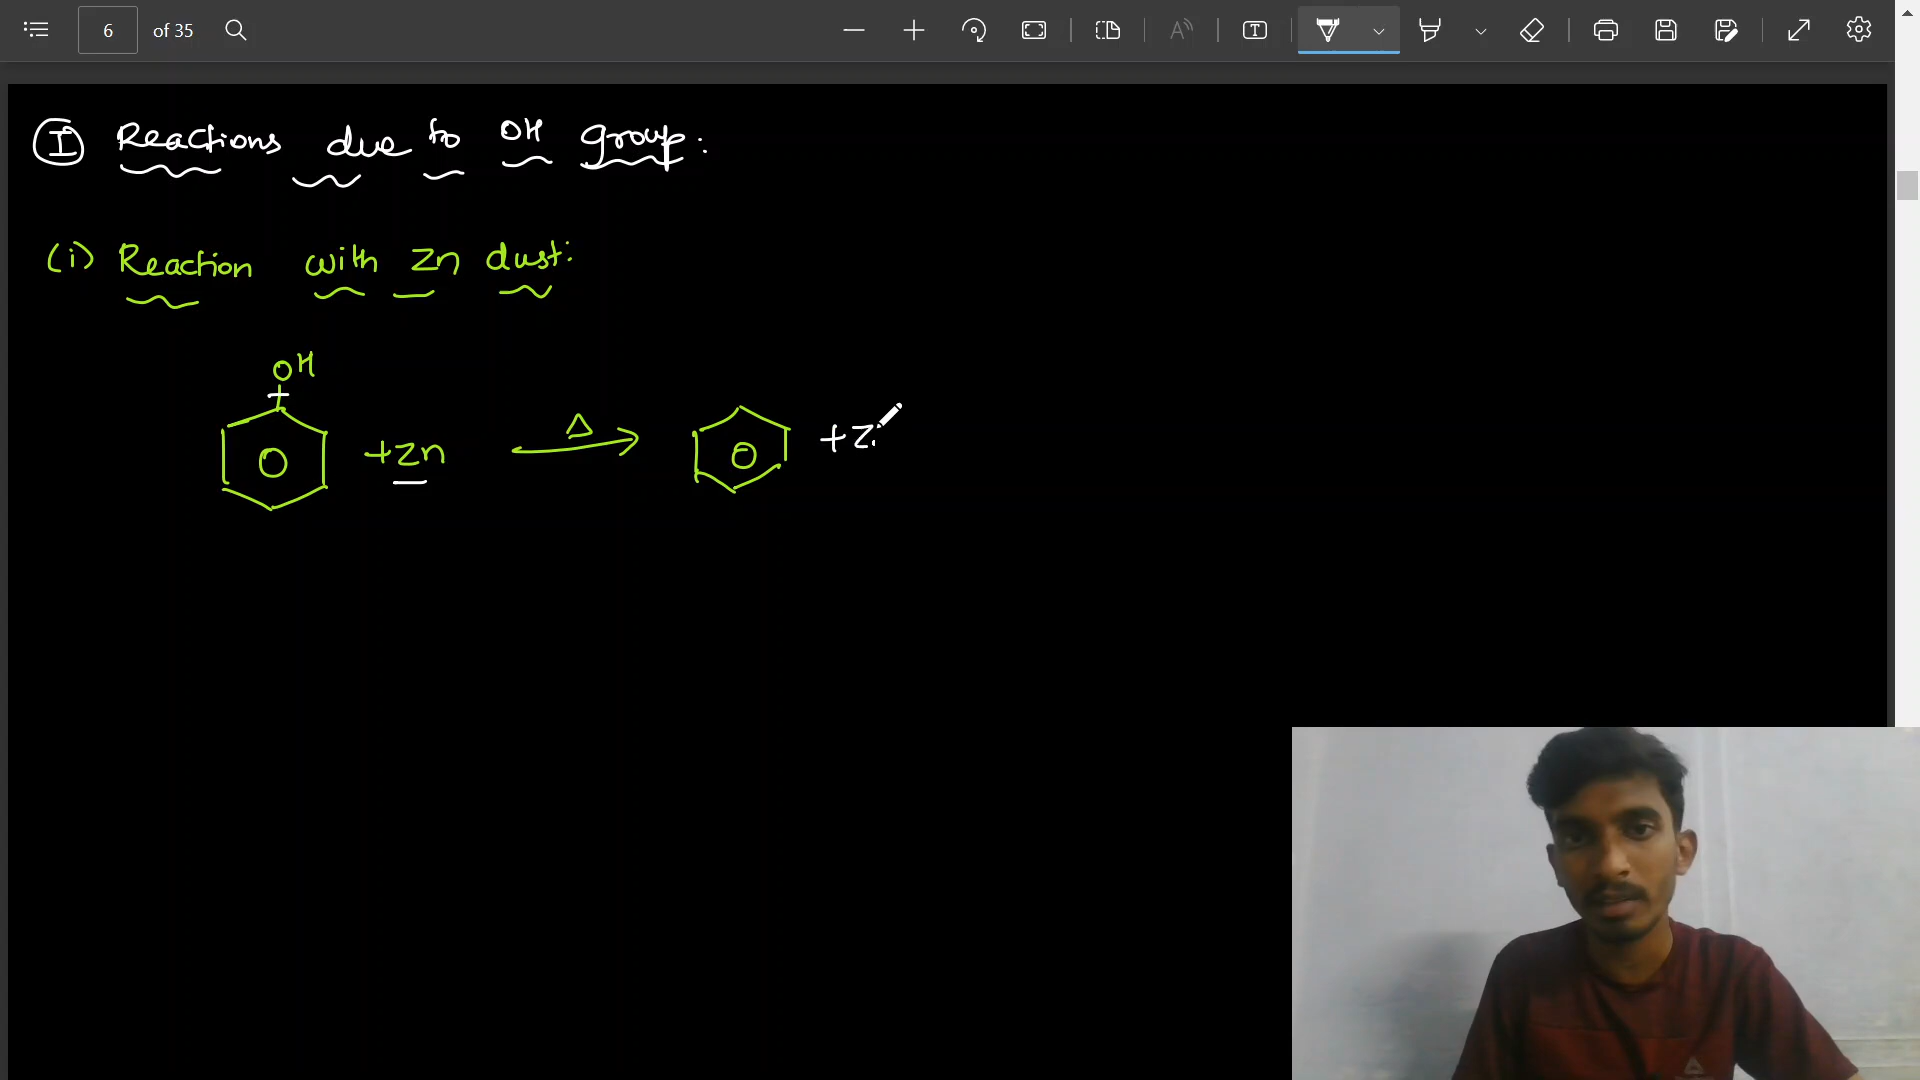 6 of 35
I Reactions due to OH group:
(i) Reaction with Zn dust:
OH
+Zn Δ +Z